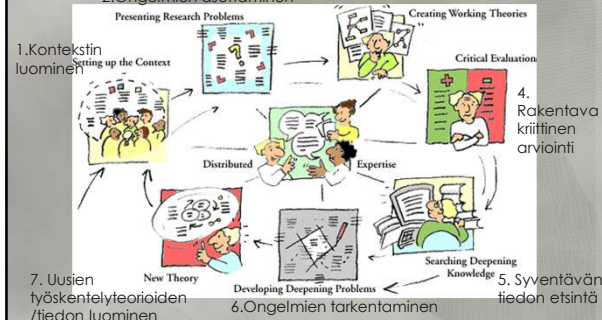 2.Ongelmien asettaminen
Presenting Research Problems
Creating Working Theories
1.Kontekstin
luominen
Setting up the Context
Critical Evaluation
4.
Rakentava
kriittinen
arviointi
Distributed
Expertise
Searching Deepening
Knowledge
5. Syventävän
tiedon etsintä
New Theory
Developing Deepening Problems
7. Uusien
työskentelyteorioiden
/tiedon luominen
6.Ongelmien tarkentaminen